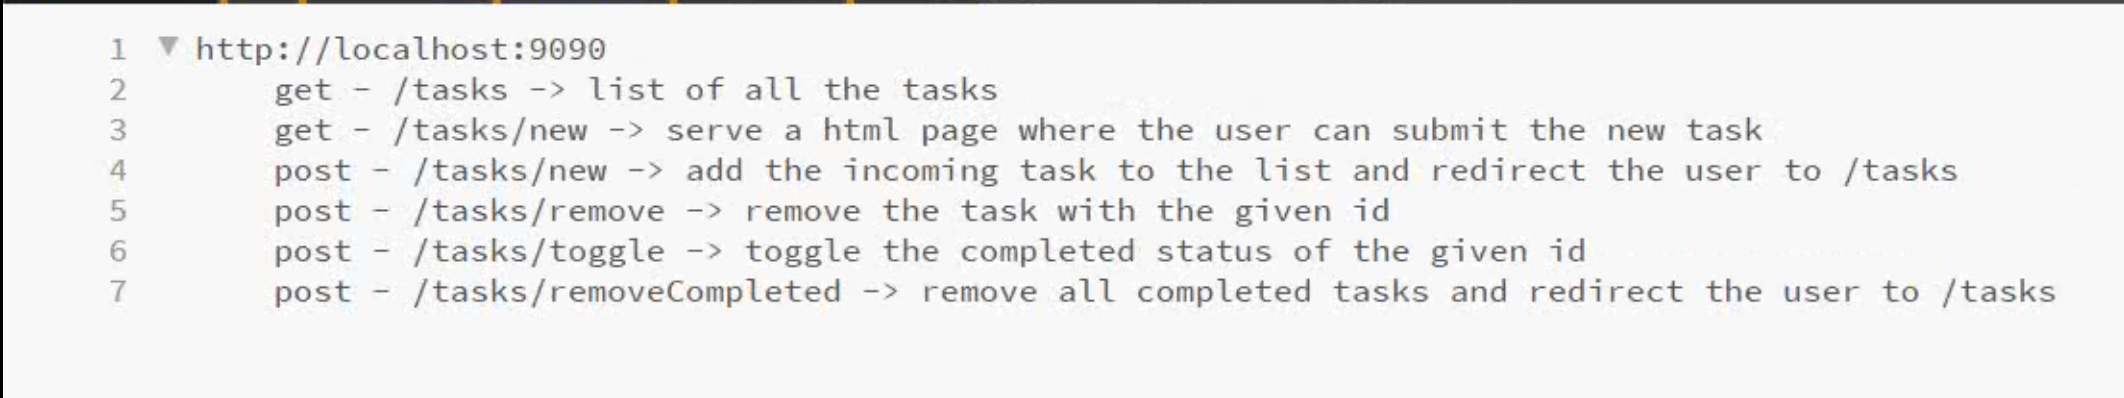 1 ▼ http://localhost:9090
2 get - /tasks -> list of all the tasks
3 get - /tasks/new -> serve a html page where the user can submit the new task
4 post - /tasks/new -> add the incoming task to the list and redirect the user to /tasks
5 post - /tasks/remove -> remove the task with the given id
6 post - /tasks/toggle -> toggle the completed status of the given id
7 post - /tasks/removeCompleted -> remove all completed tasks and redirect the user to /tasks